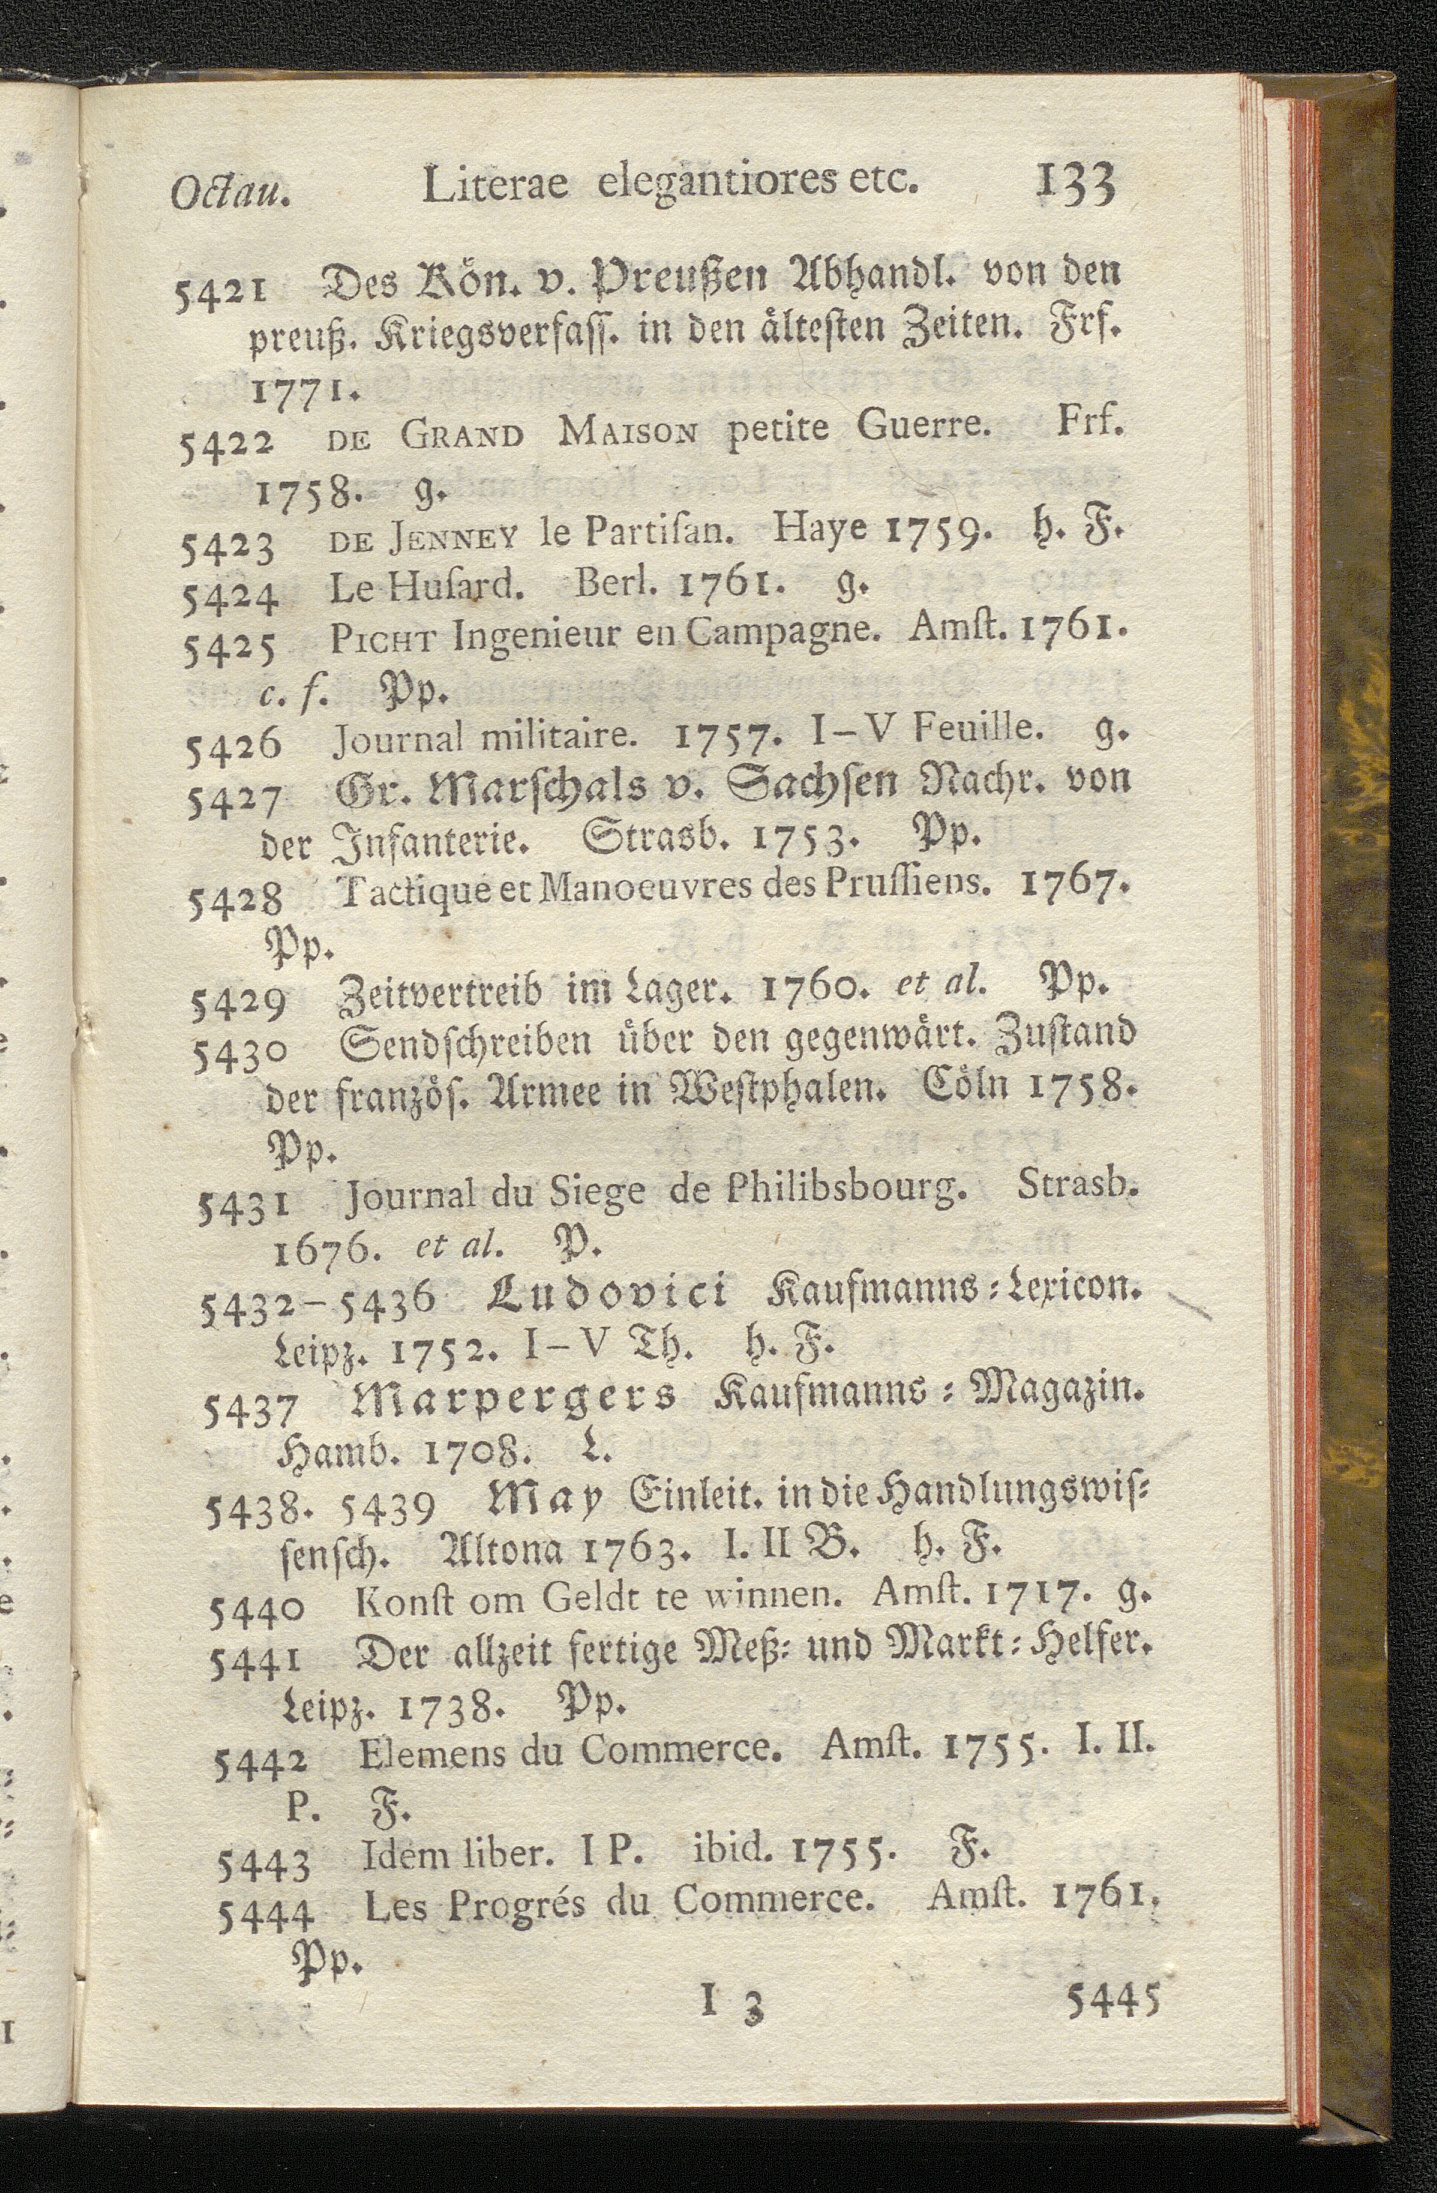 Octau. Literae elegantiores etc. 133
5421 Des Kön. v. Preußen Abhandl. von den
preuß. Kriegsverfaſſ. in den älteſten Zeiten. Frf.
1771.
5422 DE GRAND MAISON petite Guerre. Frf.
1758. g.
5423 DE JENNEY le Partiſan. Haye 1759. h. F.
5424 Le Huſard. Berl. 1761. g.
5425 PICHT Ingenieur en Campagne. Amſt. 1761.
c. f. Pp.
5426 Journal militaire. 1757. I–V Feuille. g.
5427 Gr. Marſchals v. Sachſen Nachr. von
der Infanterie. Strasb. 1753. Pp.
5428 Tactique et Manoeuvres des Pruſſiens. 1767.
Pp.
5429 Zeitvertreib im Lager. 1760. et al. Pp.
5430 Sendſchreiben über den gegenwärt. Zuſtand
der franzöſ. Armee in Weſtphalen. Cöln 1758.
Pp.
5431 Journal du Siege de Philibsbourg. Strasb.
1676. et al. P.
5432–5436 Ludovici Kaufmanns⸗Lexicon.
Leipz. 1752. I–V Th. h. F.
5437 Marpergers Kaufmanns⸗Magazin.
Hamb. 1708. L.
5438. 5439 May Einleit. in die Handlungswiſ⸗
ſenſch. Altona 1763. I. II B. h. F.
5440 Konſt om Geldt te winnen. Amſt. 1717. g.
5441 Der allzeit fertige Meß⸗ und Markt⸗Helfer.
Leipz. 1738. Pp.
5442 Elemens du Commerce. Amſt. 1755. I. II.
P. F.
5443 Idem liber. I P. ibid. 1755. F.
5444 Les Progrés du Commerce. Amſt. 1761.
Pp.
I 3 5445